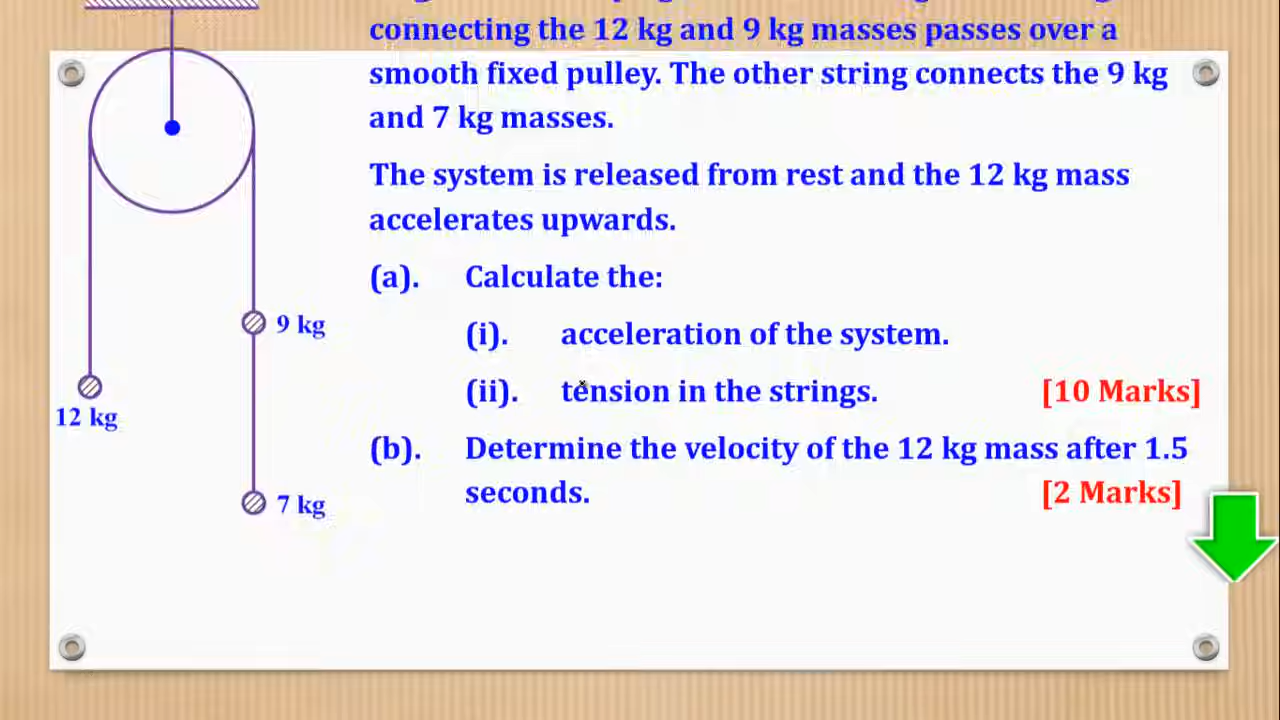 connecting the 12 kg and 9 kg masses passes over a
smooth fixed pulley. The other string connects the 9 kg
and 7 kg masses.
The system is released from rest and the 12 kg mass
accelerates upwards.
(a). Calculate the:
(i). acceleration of the system.
(ii). tension in the strings. [10 Marks]
(b). Determine the velocity of the 12 kg mass after 1.5
seconds. [2 Marks]
9 kg
12 kg
7 kg